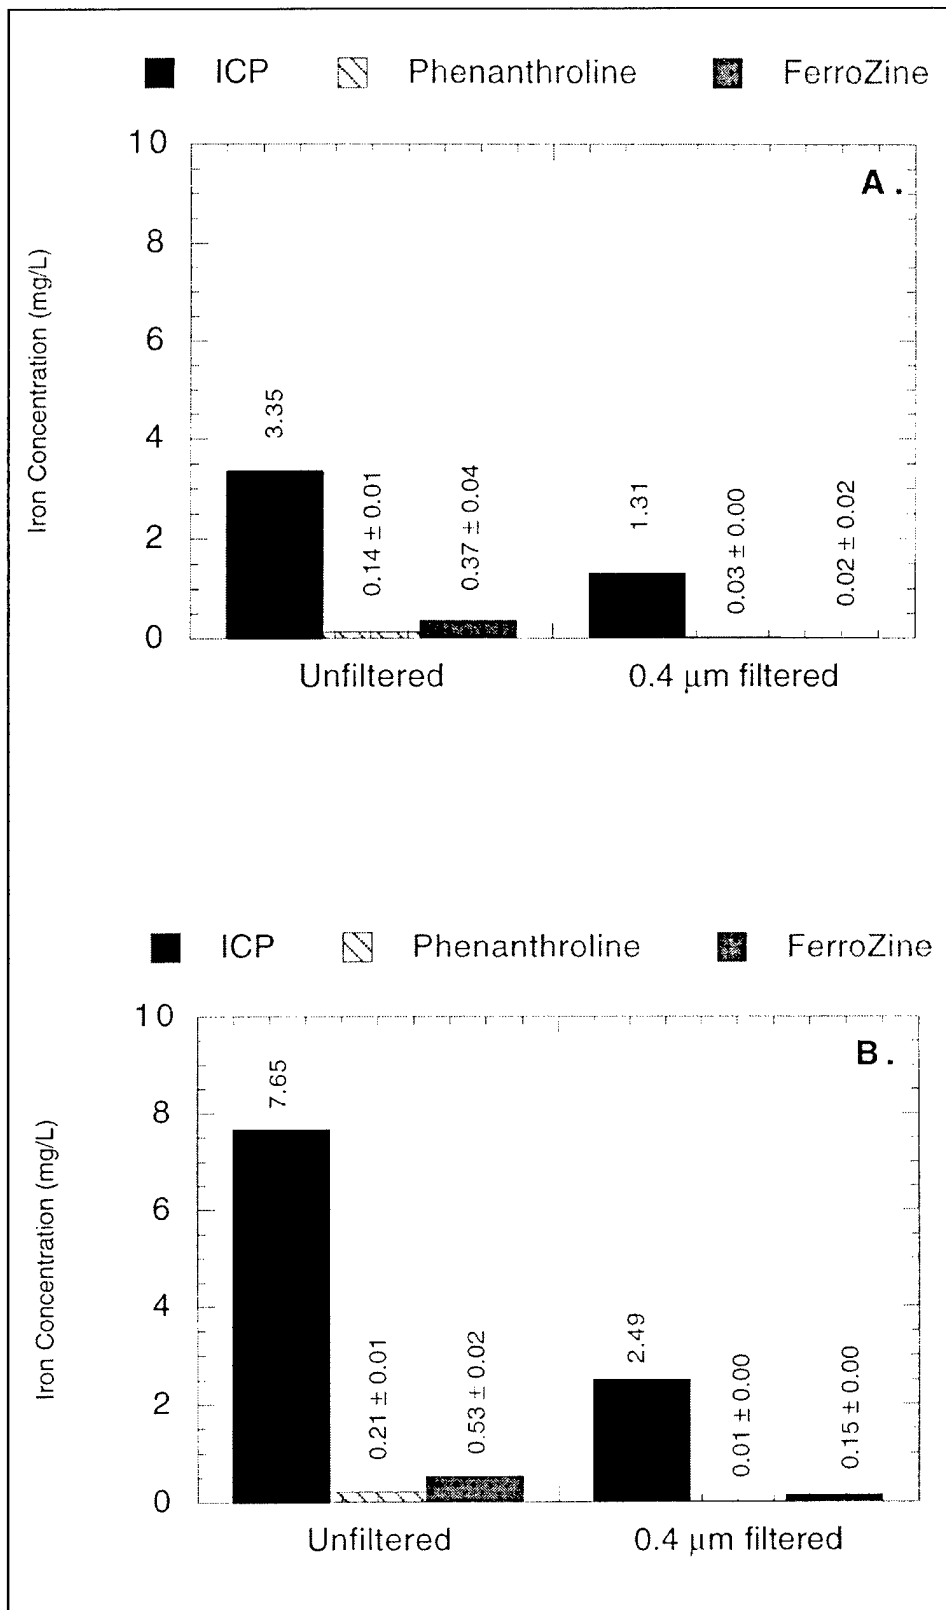 ICP Phenanthroline FerroZine
A.
Iron Concentration (mg/L)
10
8
6
4
2
0
3.35
0.14 ± 0.01
0.37 ± 0.04
1.31
0.03 ± 0.00
0.02 ± 0.02
Unfiltered 0.4 μm filtered
ICP Phenanthroline FerroZine
B.
Iron Concentration (mg/L)
10
8
6
4
2
0
7.65
0.21 ± 0.01
0.53 ± 0.02
2.49
0.01 ± 0.00
0.15 ± 0.00
Unfiltered 0.4 μm filtered